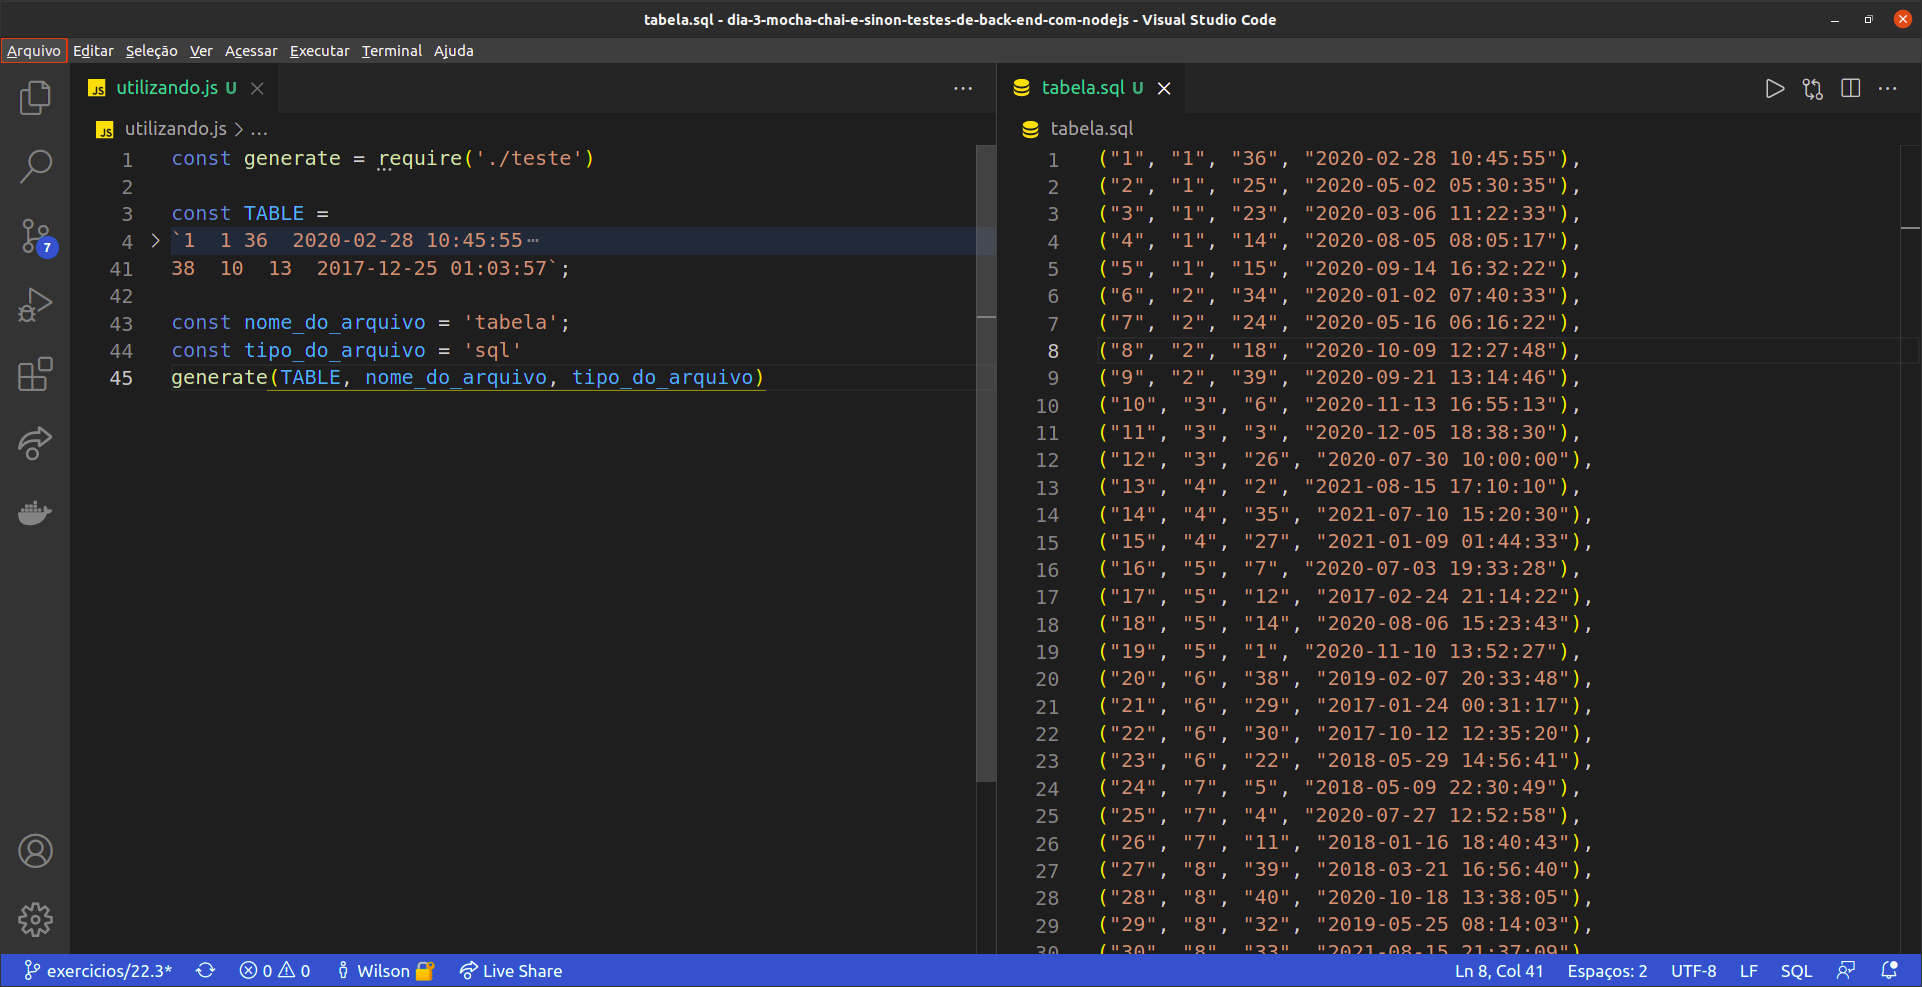 tabela.sql - dia-3-mocha-chai-e-sinon-testes-de-back-end-com-nodejs - Visual Studio Code
Arquivo Editar Seleção Ver Acessar Executar Terminal Ajuda
JS utilizando.js U
JS utilizando.js > ...
1 const generate = require('./teste')
2
3 const TABLE =
4 `1  1 36  2020-02-28 10:45:55
41 38  10  13  2017-12-25 01:03:57`;
42
43 const nome_do_arquivo = 'tabela';
44 const tipo_do_arquivo = 'sql'
45 generate(TABLE, nome_do_arquivo, tipo_do_arquivo)
7
tabela.sql U
tabela.sql
1 ("1", "1", "36", "2020-02-28 10:45:55"),
2 ("2", "1", "25", "2020-05-02 05:30:35"),
3 ("3", "1", "23", "2020-03-06 11:22:33"),
4 ("4", "1", "14", "2020-08-05 08:05:17"),
5 ("5", "1", "15", "2020-09-14 16:32:22"),
6 ("6", "2", "34", "2020-01-02 07:40:33"),
7 ("7", "2", "24", "2020-05-16 06:16:22"),
8 ("8", "2", "18", "2020-10-09 12:27:48"),
9 ("9", "2", "39", "2020-09-21 13:14:46"),
10 ("10", "3", "6", "2020-11-13 16:55:13"),
11 ("11", "3", "3", "2020-12-05 18:38:30"),
12 ("12", "3", "26", "2020-07-30 10:00:00"),
13 ("13", "4", "2", "2021-08-15 17:10:10"),
14 ("14", "4", "35", "2021-07-10 15:20:30"),
15 ("15", "4", "27", "2021-01-09 01:44:33"),
16 ("16", "5", "7", "2020-07-03 19:33:28"),
17 ("17", "5", "12", "2017-02-24 21:14:22"),
18 ("18", "5", "14", "2020-08-06 15:23:43"),
19 ("19", "5", "1", "2020-11-10 13:52:27"),
20 ("20", "6", "38", "2019-02-07 20:33:48"),
21 ("21", "6", "29", "2017-01-24 00:31:17"),
22 ("22", "6", "30", "2017-10-12 12:35:20"),
23 ("23", "6", "22", "2018-05-29 14:56:41"),
24 ("24", "7", "5", "2018-05-09 22:30:49"),
25 ("25", "7", "4", "2020-07-27 12:52:58"),
26 ("26", "7", "11", "2018-01-16 18:40:43"),
27 ("27", "8", "39", "2018-03-21 16:56:40"),
28 ("28", "8", "40", "2020-10-18 13:38:05"),
29 ("29", "8", "32", "2019-05-25 08:14:03"),
30 ("30", "8", "33", "2021-08-15 21:37:09")
exercicios/22.3* 0 0 Wilson Live Share Ln 8, Col 41 Espaços: 2 UTF-8 LF SQL